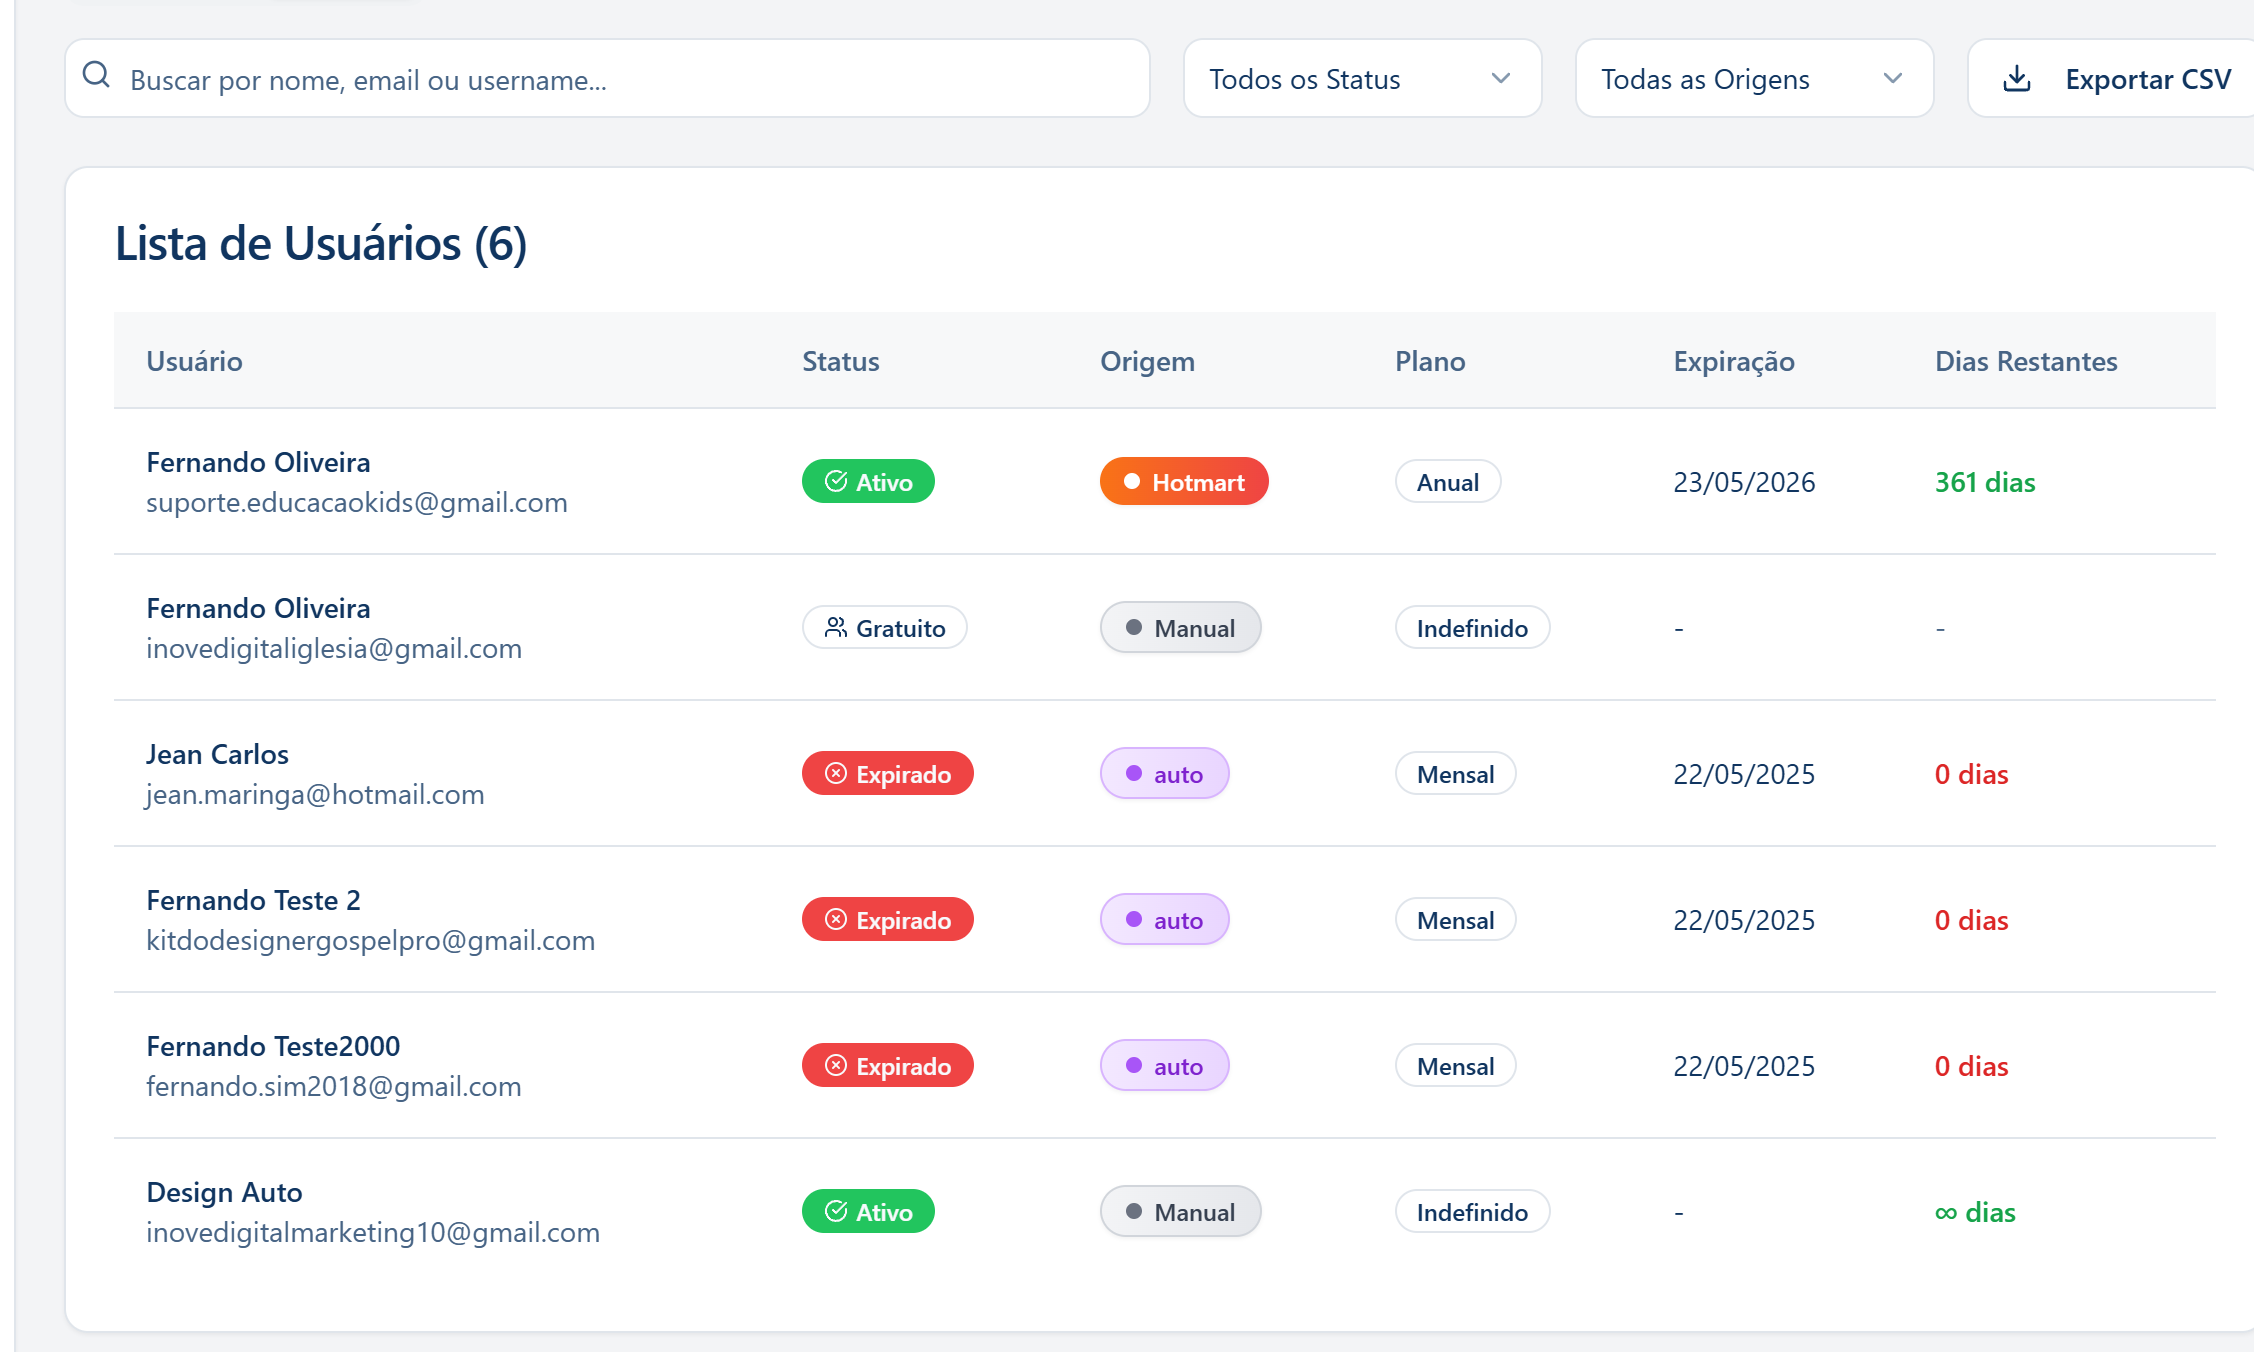 Buscar por nome, email ou username...
Todos os Status
Todas as Origens
Exportar CSV
Lista de Usuários (6)
Usuário Status Origem Plano Expiração Dias Restantes
Fernando Oliveira
suporte.educacaokids@gmail.com
Ativo Hotmart Anual 23/05/2026 361 dias
Fernando Oliveira
inovedigitaliglesia@gmail.com
Gratuito Manual Indefinido - -
Jean Carlos
jean.maringa@hotmail.com
Expirado auto Mensal 22/05/2025 0 dias
Fernando Teste 2
kitdodesignergospelpro@gmail.com
Expirado auto Mensal 22/05/2025 0 dias
Fernando Teste2000
fernando.sim2018@gmail.com
Expirado auto Mensal 22/05/2025 0 dias
Design Auto
inovedigitalmarketing10@gmail.com
Ativo Manual Indefinido - ∞ dias